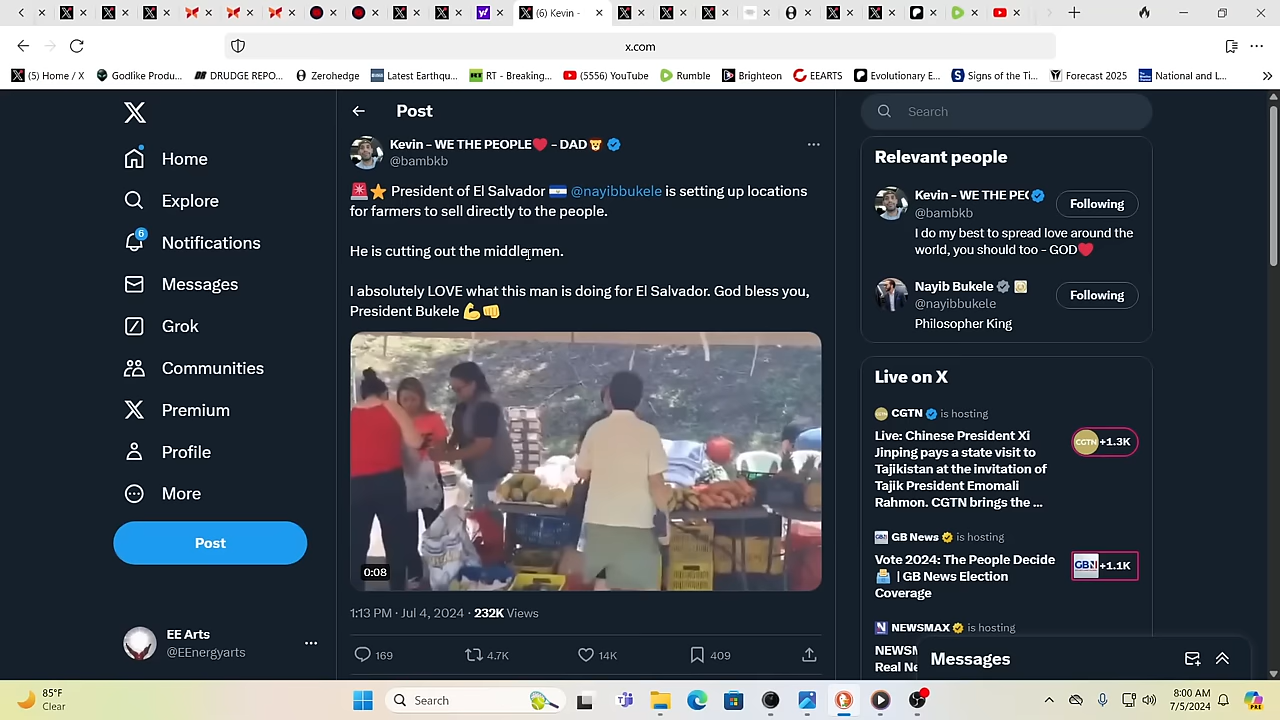 (6) Kevin -
x.com
(5) Home / X
Godlike Produ...
DRUDGE REPO...
Zerohedge
Latest Earthqu...
RT - Breaking...
(5556) YouTube
Rumble
Brighteon
EEARTS
Evolutionary E...
Signs of the Ti...
Forecast 2025
National and L...
Home
Explore
6
Notifications
Messages
Grok
Communities
Premium
Profile
More
Post
EE Arts
@EEnergyarts
Post
Kevin - WE THE PEOPLE❤️ - DAD
@bambkb
🚨⭐ President of El Salvador 🇸🇻 @nayibbukele is setting up locations
for farmers to sell directly to the people.
He is cutting out the middlemen.
I absolutely LOVE what this man is doing for El Salvador. God bless you,
President Bukele 💪👊
0:08
1:13 PM · Jul 4, 2024 · 232K Views
169
4.7K
14K
409
Search
Relevant people
Kevin - WE THE PEO
@bambkb
Following
I do my best to spread love around the
world, you should too - GOD❤️
Nayib Bukele
@nayibbukele
Following
Philosopher King
Live on X
CGTN is hosting
Live: Chinese President Xi
Jinping pays a state visit to
Tajikistan at the invitation of
Tajik President Emomali
Rahmon. CGTN brings the ...
CGTN +1.3K
GB News is hosting
Vote 2024: The People Decide
🗳️ | GB News Election
Coverage
GBN +1.1K
NEWSMAX is hosting
NEWSM
Real Ne
Messages
85°F
Clear
Search
8:00 AM
7/5/2024
PRE